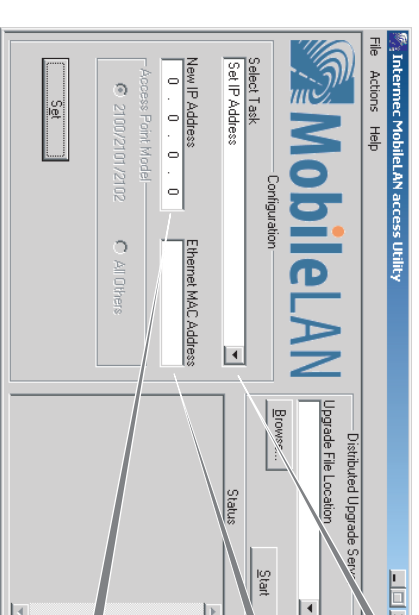 Intermec MobileLAN access Utility
File Actions Help
MobileLAN
Configuration
Select Task
Set IP Address
New IP Address
0 . 0 . 0 . 0
Ethernet MAC Address
Access Point Model
2100/2101/2102
All Others
Set
Distributed Upgrade Serv
Upgrade File Location
Browse...
Start
Status